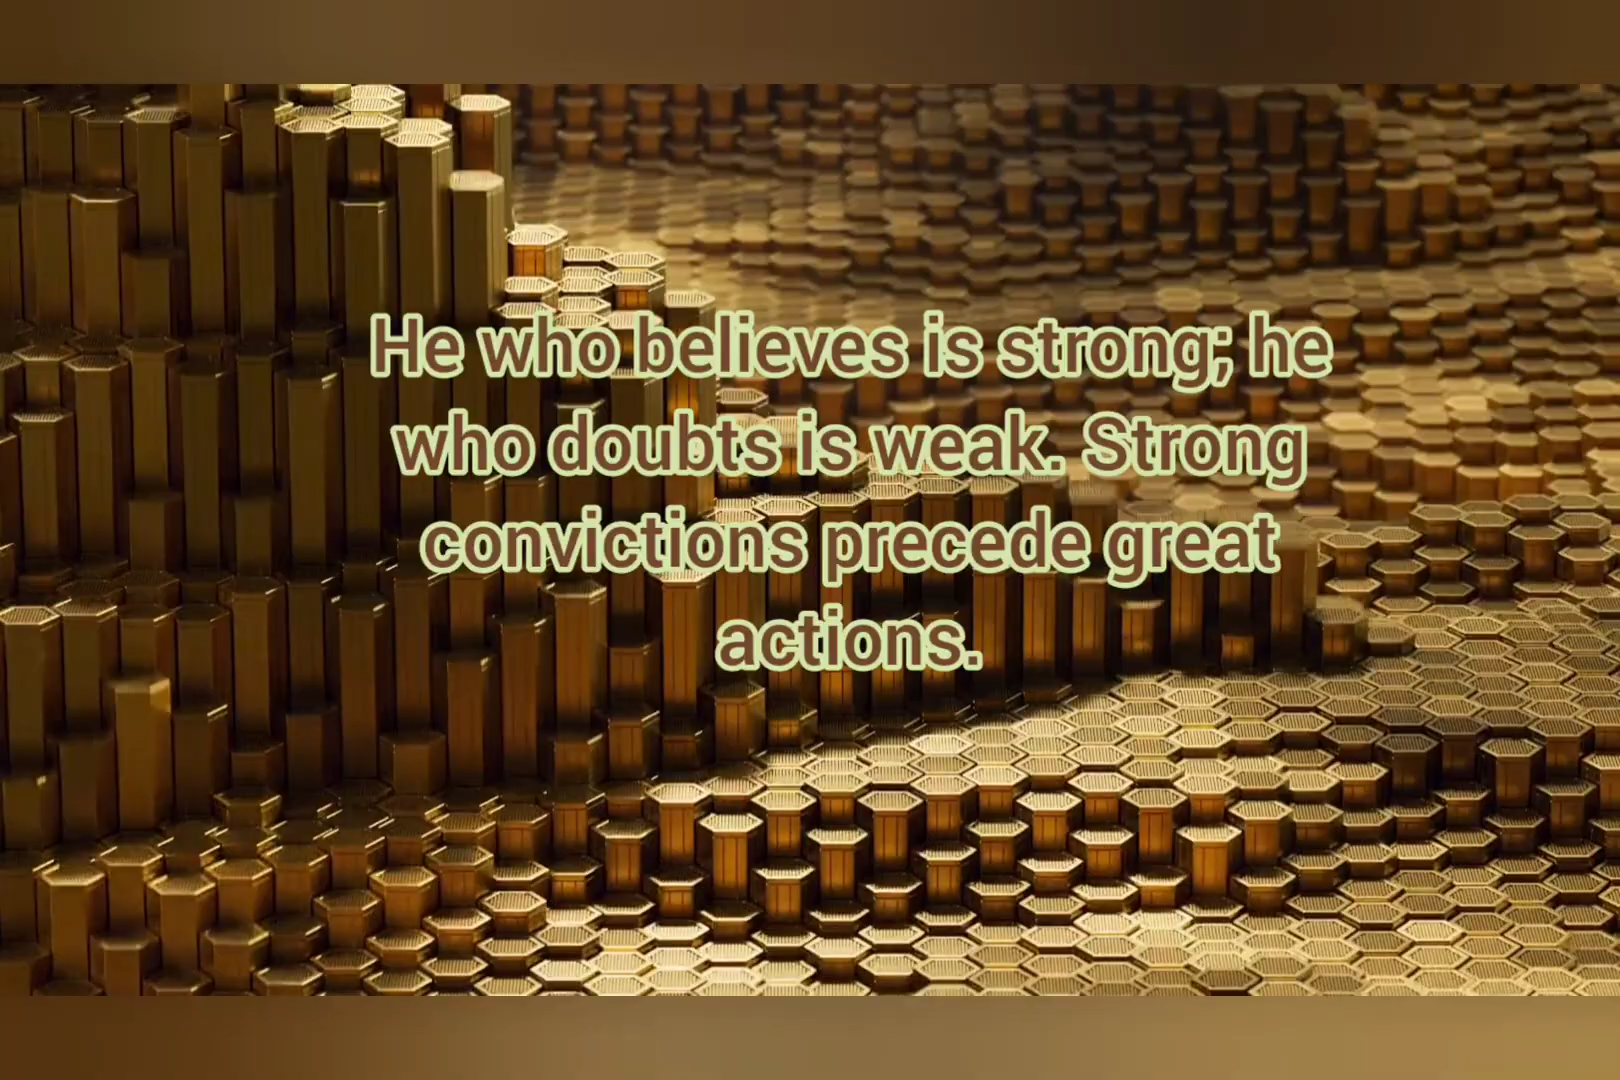 He who believes is strong; he
who doubts is weak. Strong
convictions precede great
actions.